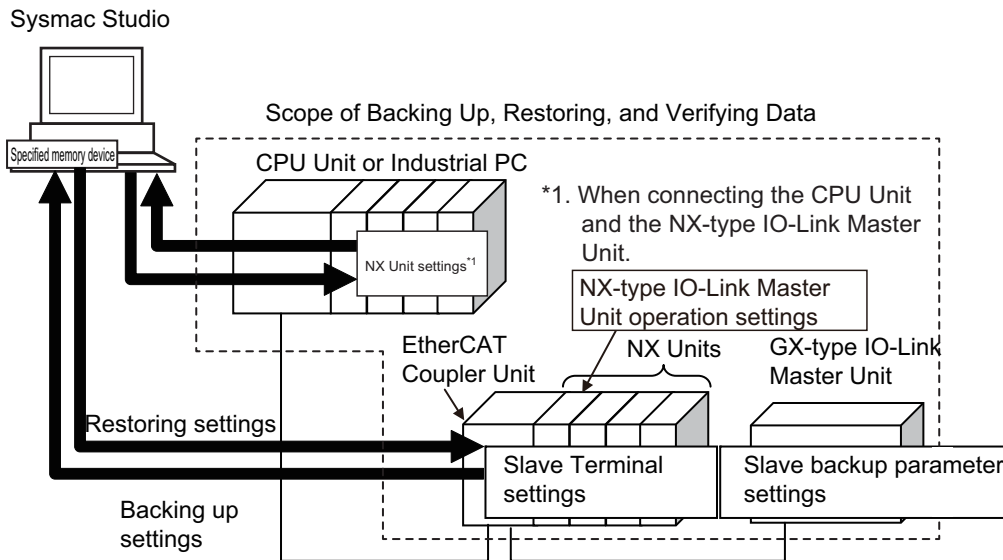 Sysmac Studio
Specified memory device
Scope of Backing Up, Restoring, and Verifying Data
CPU Unit or Industrial PC
*1. When connecting the CPU Unit
and the NX-type IO-Link Master
Unit.
NX Unit settings*1
NX-type IO-Link Master
Unit operation settings
EtherCAT
Coupler Unit
NX Units
GX-type IO-Link
Master Unit
Restoring settings
Slave Terminal
settings
Slave backup parameter
settings
Backing up
settings